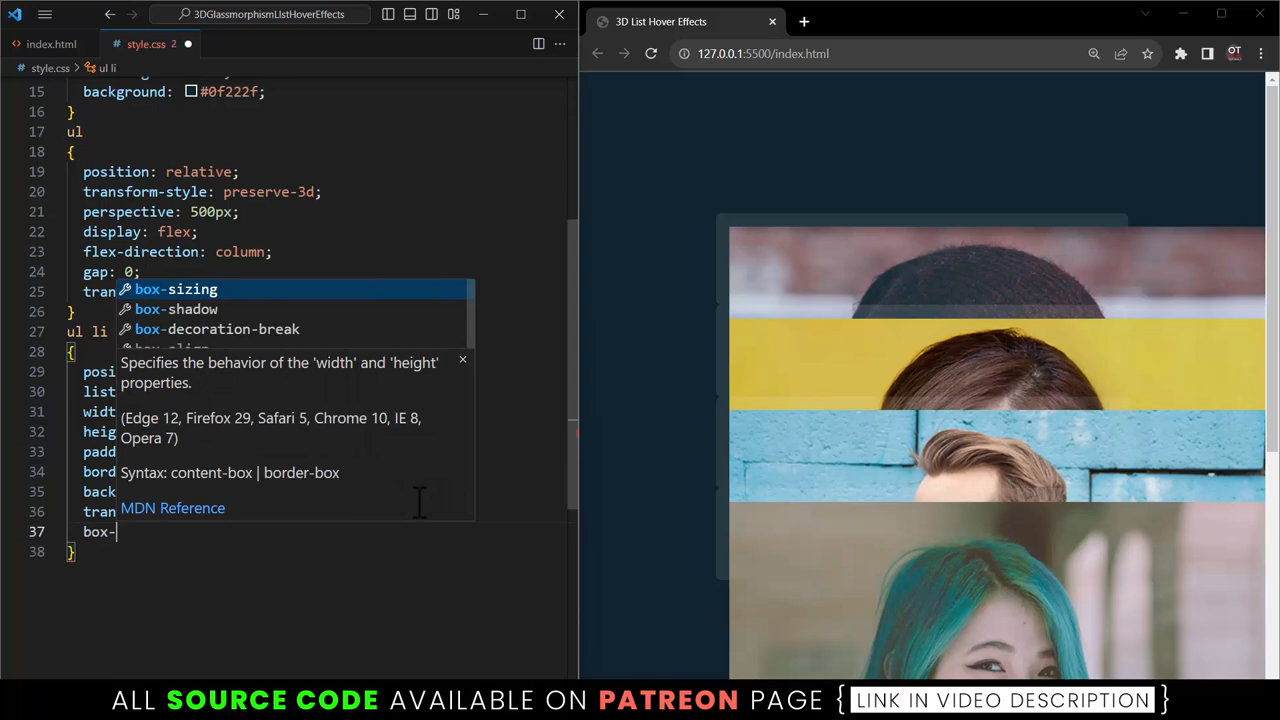 3DGlassmorphismLIstHoverEffects
index.html
style.css 2
style.css
ul li
15 background: #0f222f;
16 }
17 ul
18 {
19 position: relative;
20 transform-style: preserve-3d;
21 perspective: 500px;
22 display: flex;
23 flex-direction: column;
24 gap: 0;
25 tran
26 }
27 ul li
28 {
29 posi
30 list
31 widt
32 heig
33 padd
34 bord
35 back
36 tran
37 box-
38 }
box-sizing
box-shadow
box-decoration-break
Specifies the behavior of the 'width' and 'height'
properties.
(Edge 12, Firefox 29, Safari 5, Chrome 10, IE 8,
Opera 7)
Syntax: content-box | border-box
MDN Reference
3D List Hover Effects
127.0.0.1:5500/index.html
OT
ALL SOURCE CODE AVAILABLE ON PATREON PAGE { LINK IN VIDEO DESCRIPTION }